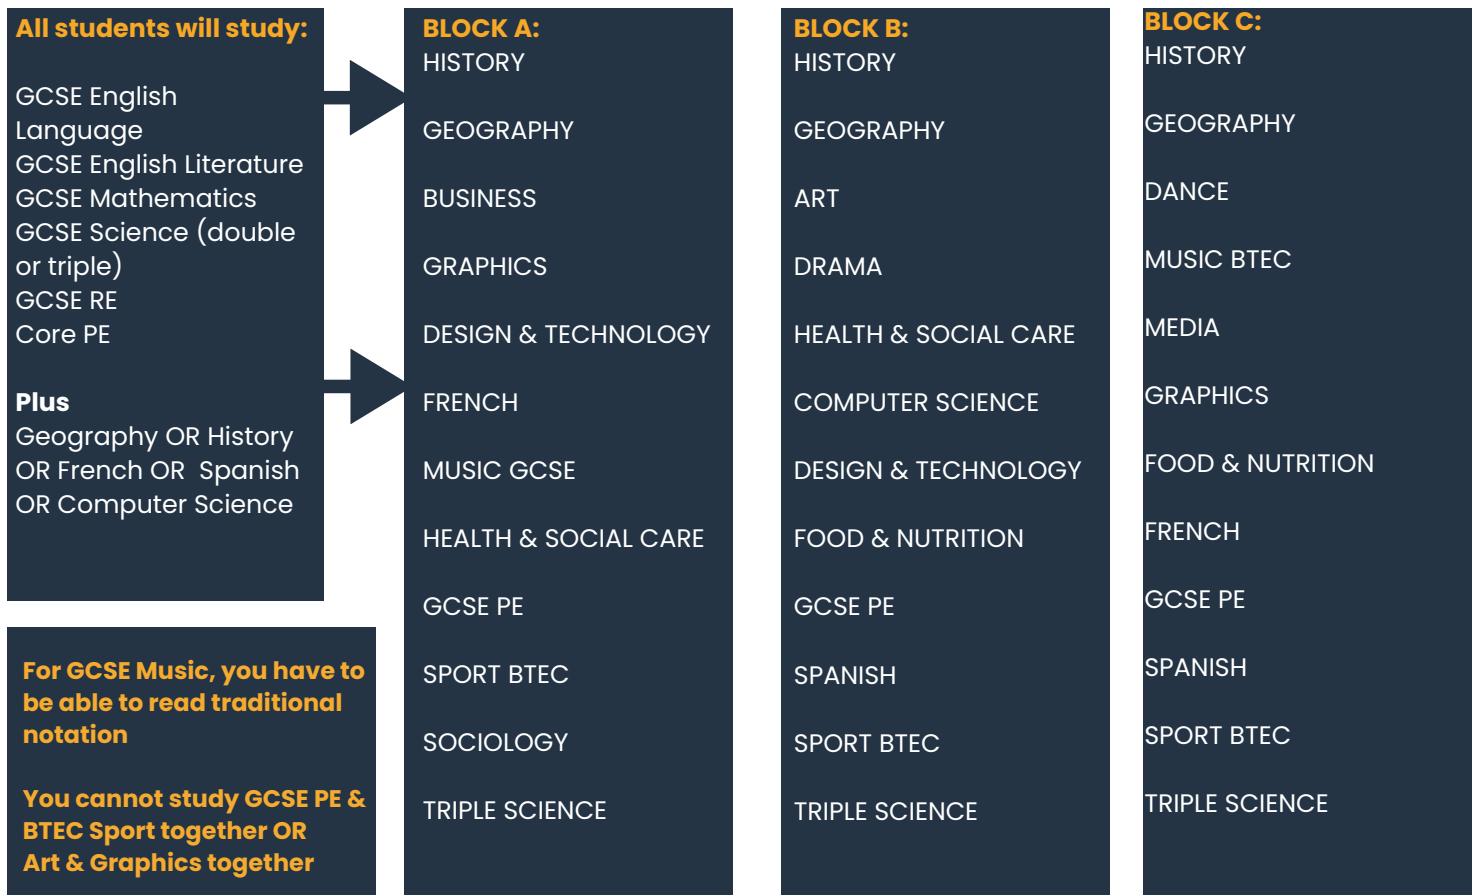 All students will study:
GCSE English
Language
GCSE English Literature
GCSE Mathematics
GCSE Science (double
or triple)
GCSE RE
Core PE
Plus
Geography OR History
OR French OR Spanish
OR Computer Science
For GCSE Music, you have to
be able to read traditional
notation
You cannot study GCSE PE &
BTEC Sport together OR
Art & Graphics together
BLOCK A:
HISTORY
GEOGRAPHY
BUSINESS
GRAPHICS
DESIGN & TECHNOLOGY
FRENCH
MUSIC GCSE
HEALTH & SOCIAL CARE
GCSE PE
SPORT BTEC
SOCIOLOGY
TRIPLE SCIENCE
BLOCK B:
HISTORY
GEOGRAPHY
ART
DRAMA
HEALTH & SOCIAL CARE
COMPUTER SCIENCE
DESIGN & TECHNOLOGY
FOOD & NUTRITION
GCSE PE
SPANISH
SPORT BTEC
TRIPLE SCIENCE
BLOCK C:
HISTORY
GEOGRAPHY
DANCE
MUSIC BTEC
MEDIA
GRAPHICS
FOOD & NUTRITION
FRENCH
GCSE PE
SPANISH
SPORT BTEC
TRIPLE SCIENCE